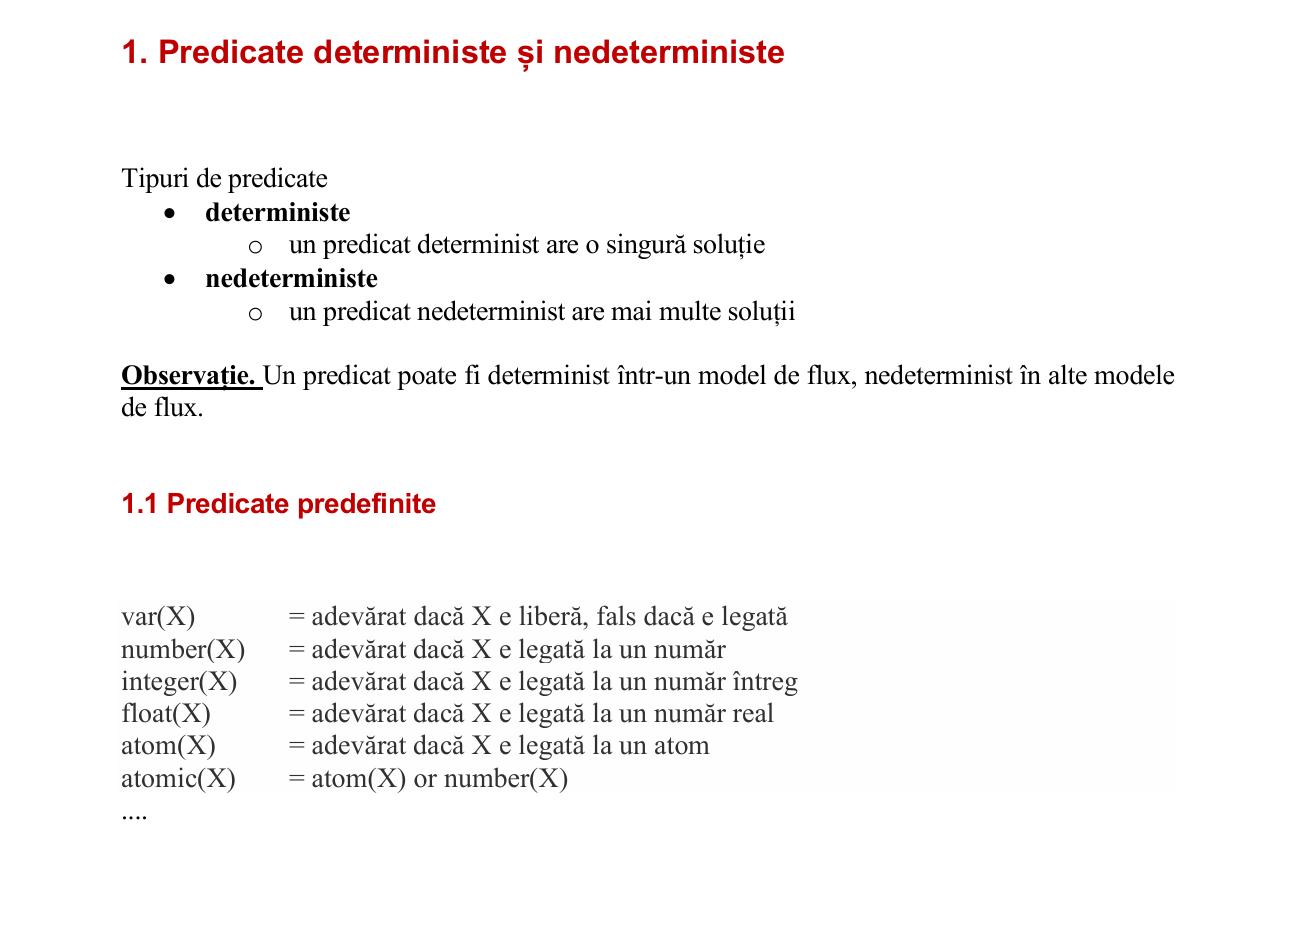 1. Predicate deterministe și nedeterministe
Tipuri de predicate
• deterministe
o un predicat determinist are o singură soluție
• nedeterministe
o un predicat nedeterminist are mai multe soluții
Observație. Un predicat poate fi determinist într-un model de flux, nedeterminist în alte modele
de flux.
1.1 Predicate predefinite
var(X) = adevărat dacă X e liberă, fals dacă e legată
number(X) = adevărat dacă X e legată la un număr
integer(X) = adevărat dacă X e legată la un număr întreg
float(X) = adevărat dacă X e legată la un număr real
atom(X) = adevărat dacă X e legată la un atom
atomic(X) = atom(X) or number(X)
....